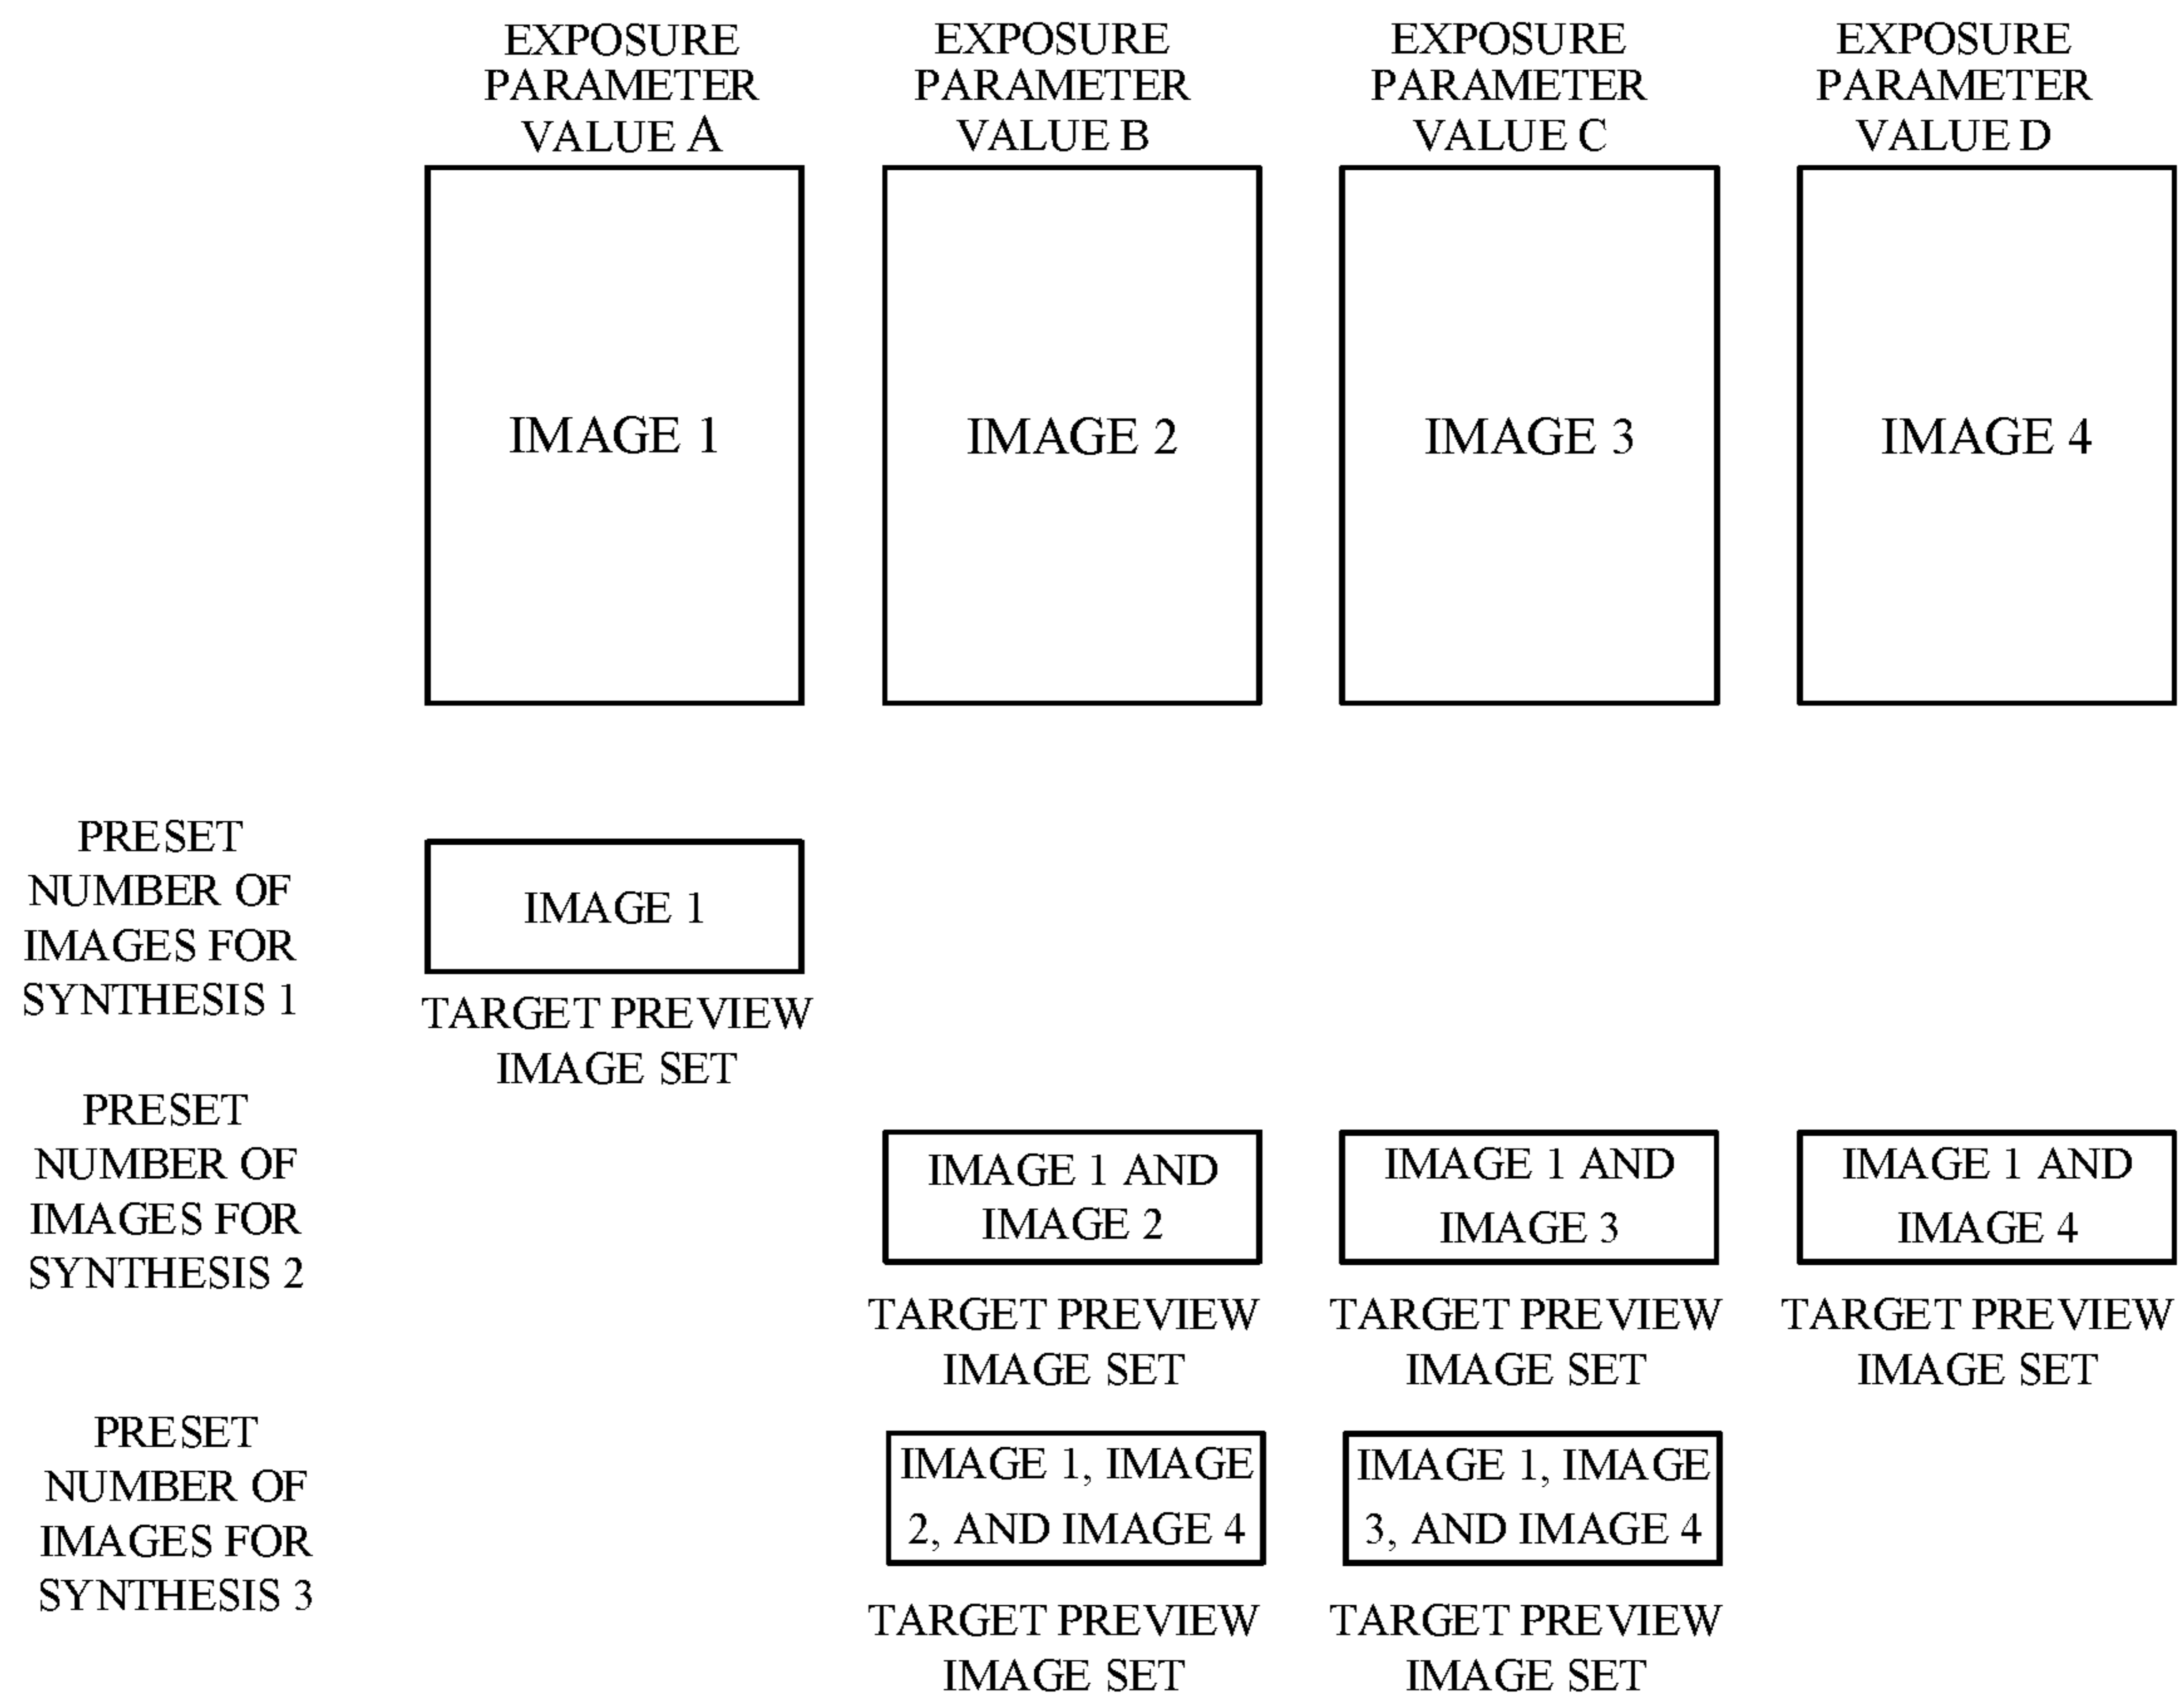 EXPOSURE
PARAMETER
VALUE A
EXPOSURE
PARAMETER
VALUE B
EXPOSURE
PARAMETER
VALUE C
EXPOSURE
PARAMETER
VALUE D
IMAGE 1
IMAGE 2
IMAGE 3
IMAGE 4
PRESET
NUMBER OF
IMAGES FOR
SYNTHESIS 1
IMAGE 1
TARGET PREVIEW
IMAGE SET
PRESET
NUMBER OF
IMAGES FOR
SYNTHESIS 2
IMAGE 1 AND
IMAGE 2
TARGET PREVIEW
IMAGE SET
IMAGE 1 AND
IMAGE 3
TARGET PREVIEW
IMAGE SET
IMAGE 1 AND
IMAGE 4
TARGET PREVIEW
IMAGE SET
PRESET
NUMBER OF
IMAGES FOR
SYNTHESIS 3
IMAGE 1, IMAGE
2, AND IMAGE 4
TARGET PREVIEW
IMAGE SET
IMAGE 1, IMAGE
3, AND IMAGE 4
TARGET PREVIEW
IMAGE SET